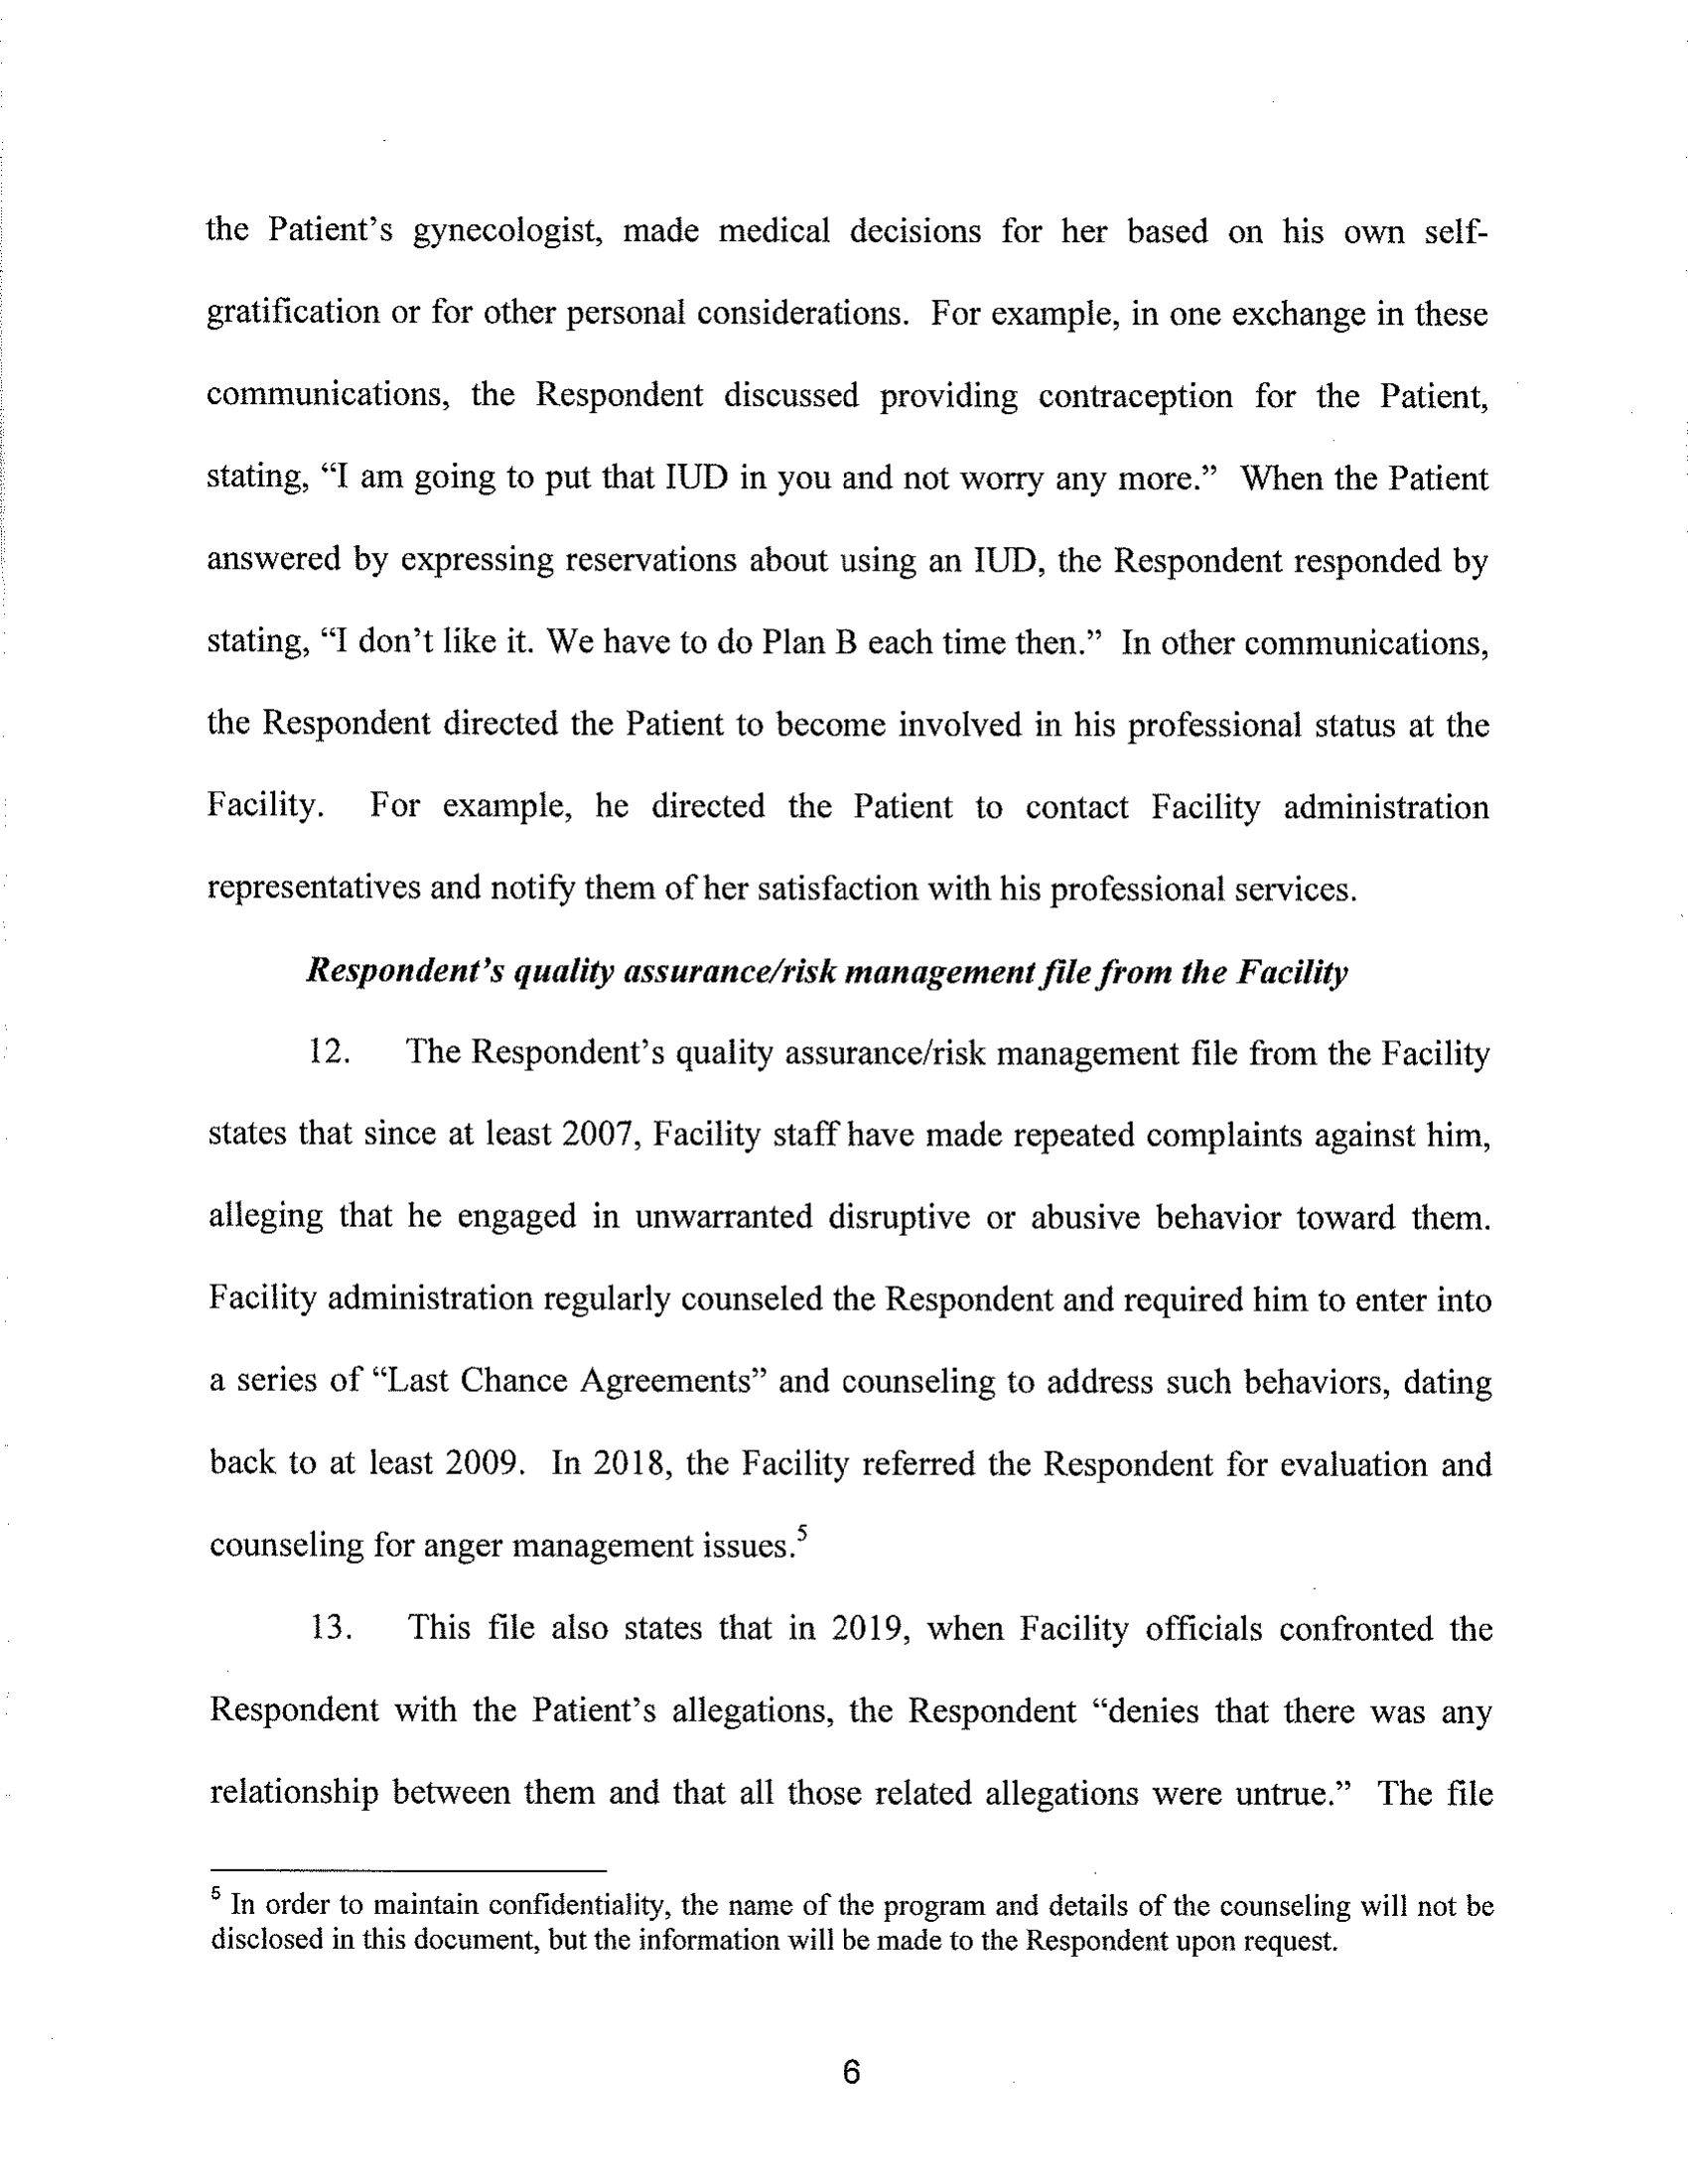 the Patient’s gynecologist, made medical decisions for her based on his own self-
gratification or for other personal considerations. For example, in one exchange in these
communications, the Respondent discussed providing contraception for the Patient,
stating, “I am going to put that IUD in you and not worry any more.” When the Patient
answered by expressing reservations about using an IUD, the Respondent responded by
stating, “I don’t like it. We have to do Plan B each time then.” In other communications,
the Respondent directed the Patient to become involved in his professional status at the
Facility. For example, he directed the Patient to contact Facility administration
representatives and notify them of her satisfaction with his professional services.
Respondent’s quality assurance/risk management file from the Facility
12. The Respondent’s quality assurance/risk management file from the Facility
states that since at least 2007, Facility staff have made repeated complaints against him,
alleging that he engaged in unwarranted disruptive or abusive behavior toward them.
Facility administration regularly counseled the Respondent and required him to enter into
a series of “Last Chance Agreements” and counseling to address such behaviors, dating
back to at least 2009. In 2018, the Facility referred the Respondent for evaluation and
counseling for anger management issues.5
13. This file also states that in 2019, when Facility officials confronted the
Respondent with the Patient’s allegations, the Respondent “denies that there was any
relationship between them and that all those related allegations were untrue.” The file
5 In order to maintain confidentiality, the name of the program and details of the counseling will not be
disclosed in this document, but the information will be made to the Respondent upon request.
6